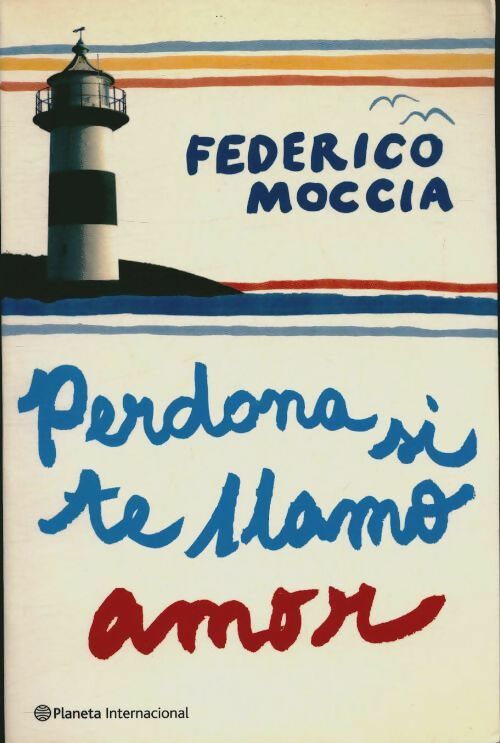 FEDERICO
MOCCIA
Perdona si
te llamo
amor
Planeta Internacional